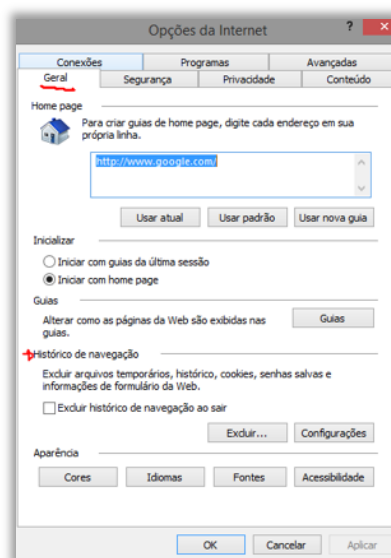 Opções da Internet ? ×
Conexões Programas Avançadas
Geral Segurança Privacidade Conteúdo
Home page
Para criar guias de home page, digite cada endereço em sua
própria linha.
http://www.google.com/
Usar atual Usar padrão Usar nova guia
Inicializar
Iniciar com guias da última sessão
Iniciar com home page
Guias
Alterar como as páginas da Web são exibidas nas
guias.
Guias
Histórico de navegação
Excluir arquivos temporários, histórico, cookies, senhas salvas e
informações de formulário da Web.
Excluir histórico de navegação ao sair
Excluir... Configurações
Aparência
Cores Idiomas Fontes Acessibilidade
OK Cancelar Aplicar